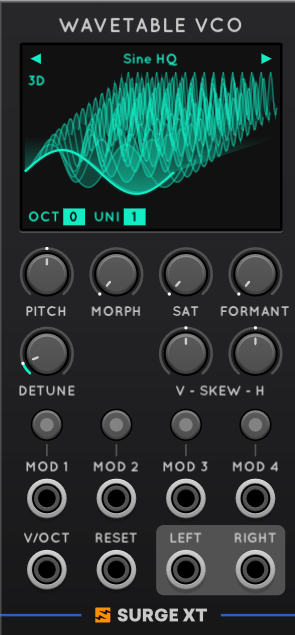 WAVETABLE VCO
Sine HQ
3D
OCT 0 UNI 1
PITCH MORPH SAT FORMANT
DETUNE V - SKEW - H
MOD 1 MOD 2 MOD 3 MOD 4
V/OCT RESET LEFT RIGHT
SURGE XT